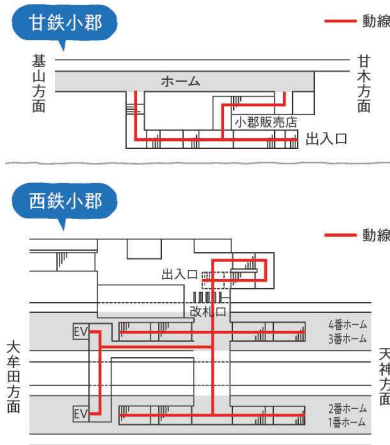 甘鉄小郡
動線
基山方面
甘木方面
ホーム
小郡販売店
出入口
西鉄小郡
動線
出入口
改札口
EV
4番ホーム
3番ホーム
大牟田方面
天神方面
EV
2番ホーム
1番ホーム